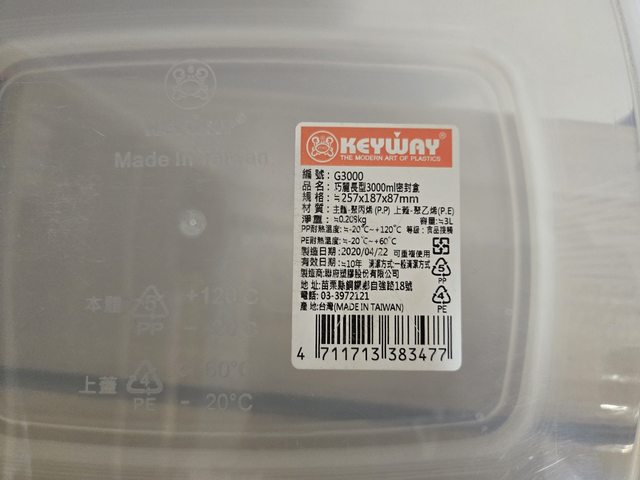 KEYWAY
THE MODERN ART OF PLASTICS
編 號：G3000
品 名：巧麗長型3000ml密封盒
規 格：≒257x187x87mm
材 質：主體-聚丙烯(P.P) 上蓋-聚乙烯(P.E)
淨重：≒0.209kg 容量：≒3L
PP耐熱溫度：≒-20℃~+120℃ 等級：食品接觸
PE耐熱溫度：≒-20℃~+60℃
製造日期：2020/04/22 可重複使用
有效日期：≒10年 清潔方式:一般清潔方式
製造商:聯府塑膠股份有限公司
地 址:苗栗縣銅鑼鄉自強路18號
電話: 03-3972121
產 地:台灣(MADE IN TAIWAN)
5
PP
4
PE
4 711713 383477
Made In Taiwan
本體 5 +120°C
PP - 20°C
上蓋 4 + 60°C
PE - 20°C